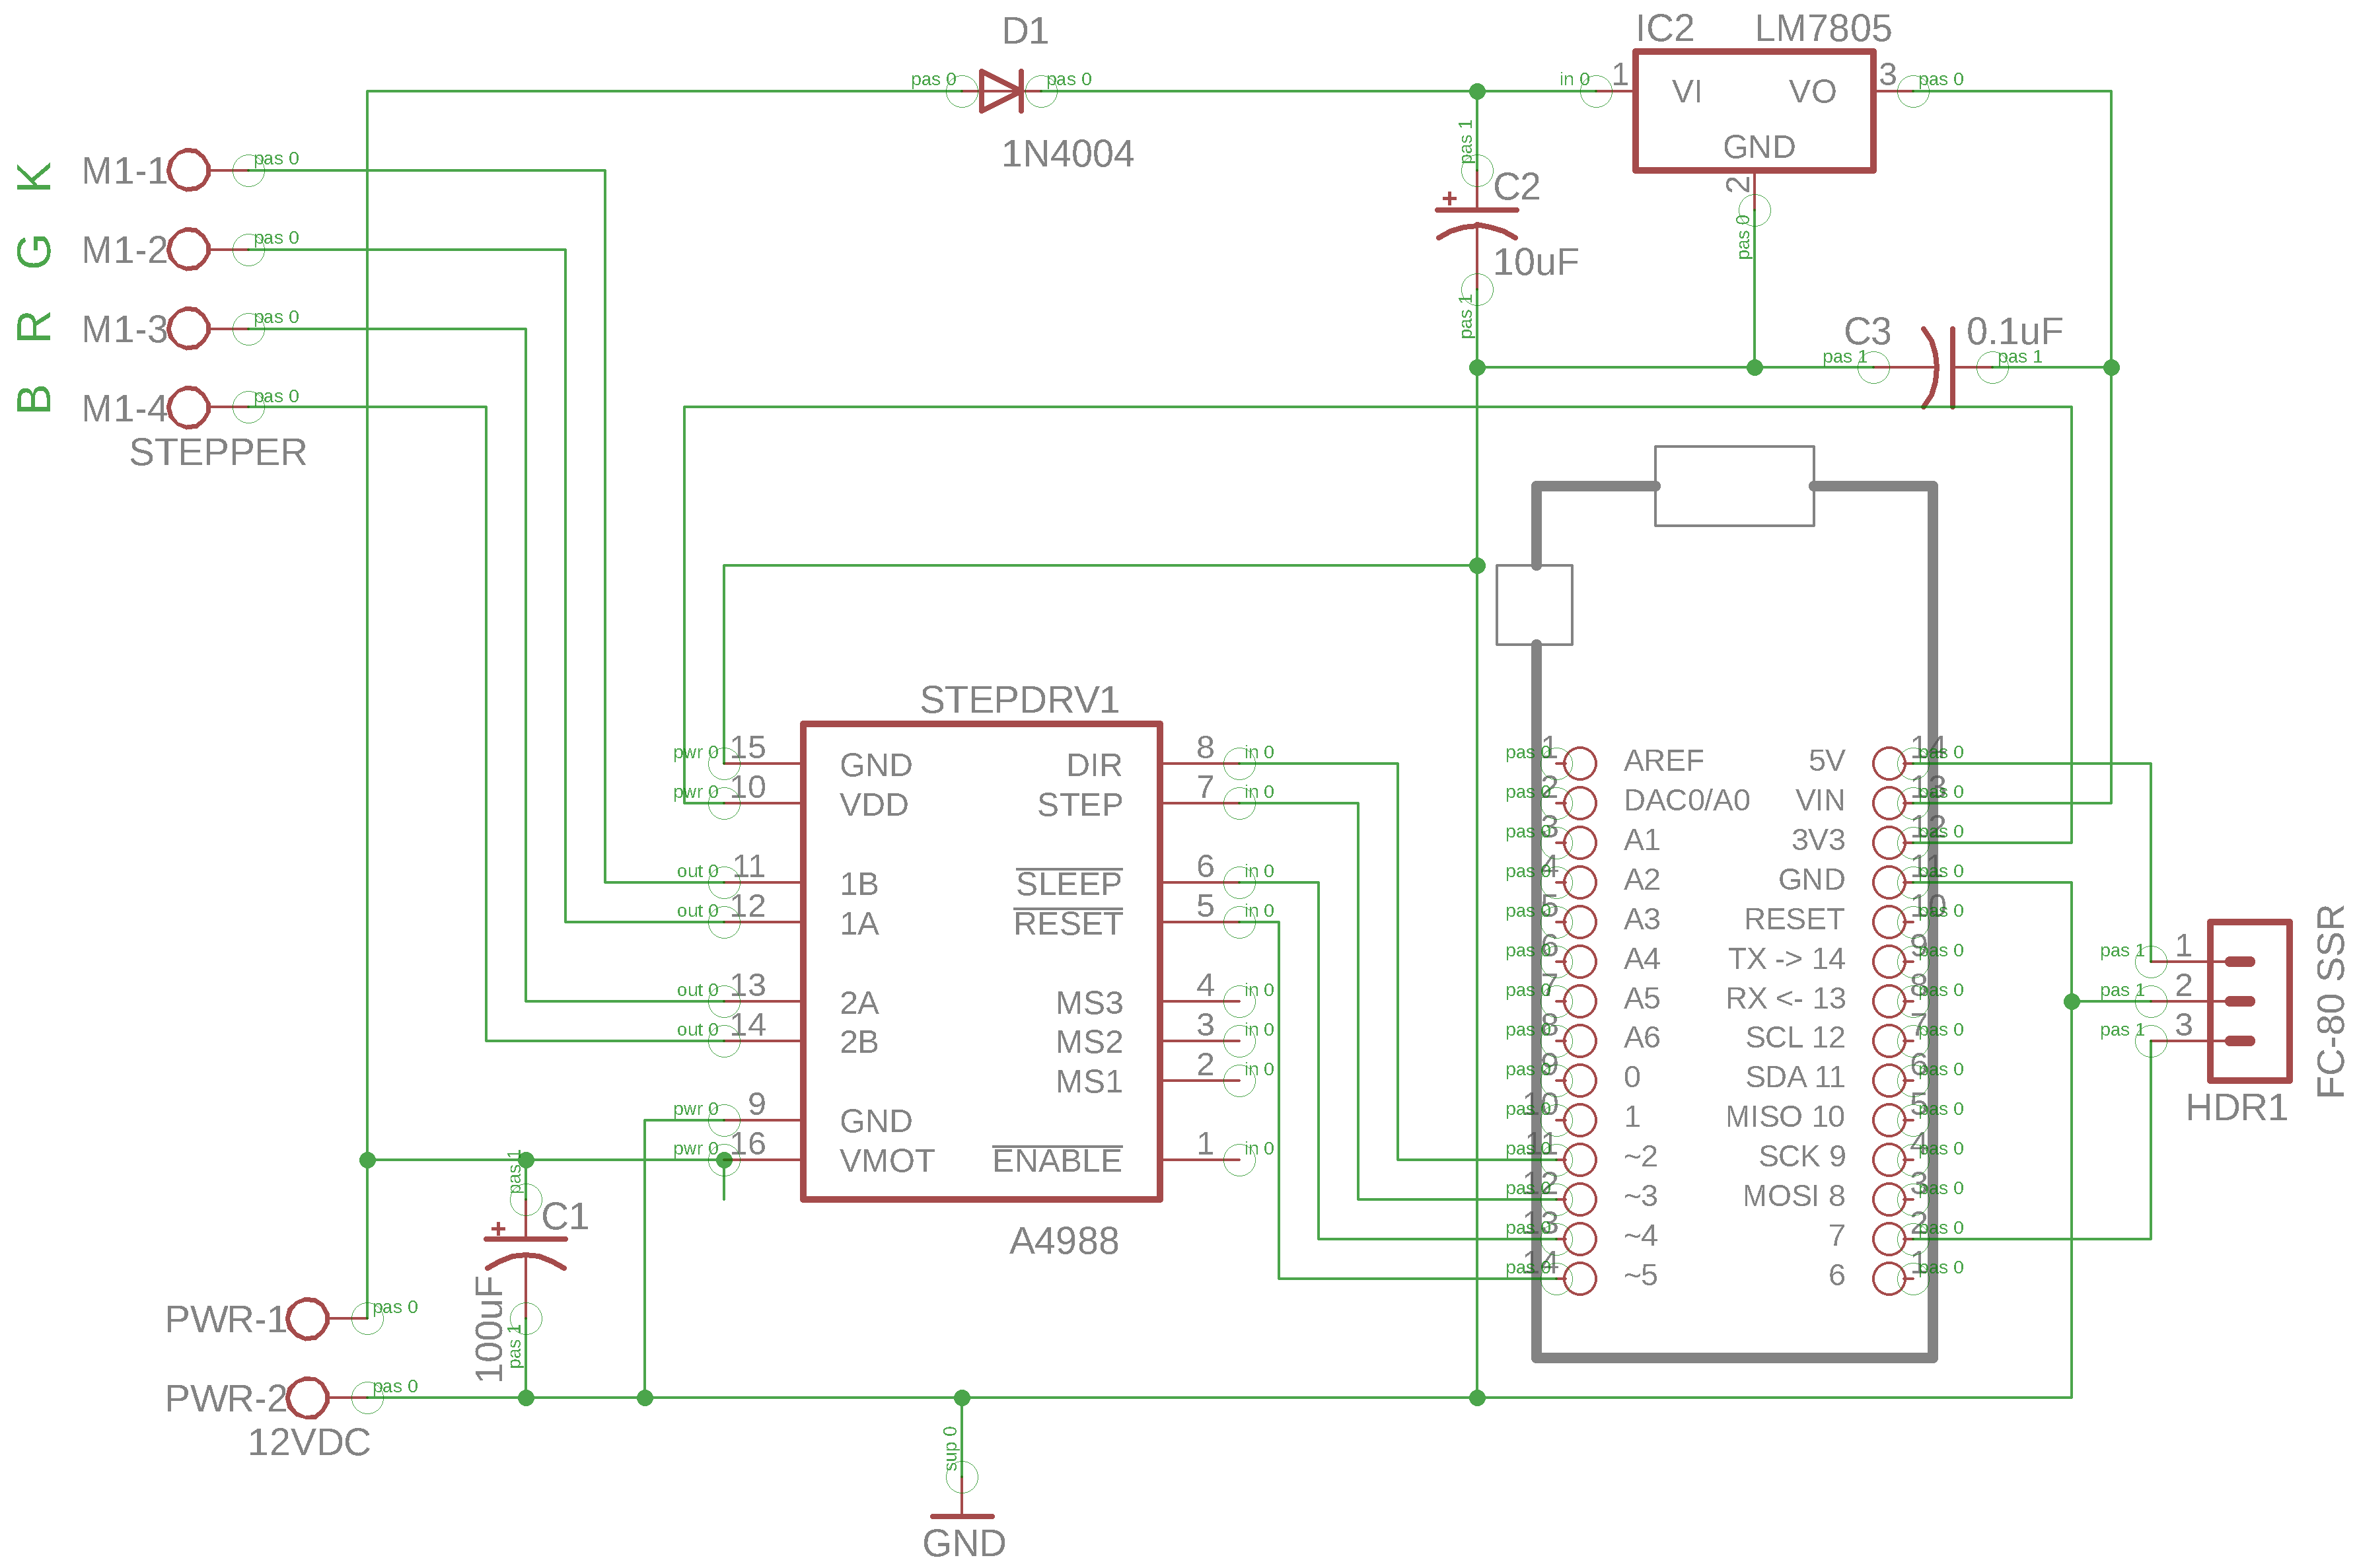 D1
IC2 LM7805
pas 0 pas 0 in 0 1 VI VO 3 pas 0
GND
1N4004
2
pas 0
pas 1
C2
+
10uF
pas 1
C3 0.1uF
pas 1 pas 1
K M1-1 pas 0
G M1-2 pas 0
R M1-3 pas 0
B M1-4 pas 0
STEPPER
STEPDRV1
pwr 0 15 GND DIR 8 in 0
pwr 0 10 VDD STEP 7 in 0
out 0 11 1B SLEEP 6 in 0
out 0 12 1A RESET 5 in 0
out 0 13 2A MS3 4 in 0
out 0 14 2B MS2 3 in 0
MS1 2 in 0
pwr 0 9 GND
pwr 0 16 VMOT ENABLE 1 in 0
A4988
pas 0 1 AREF 5V 14 pas 0
pas 0 2 DAC0/A0 VIN 13 pas 0
pas 0 3 A1 3V3 12 pas 0
pas 0 4 A2 GND 11 pas 0
pas 0 5 A3 RESET 10 pas 0
pas 0 6 A4 TX -> 14 9 pas 0
pas 0 7 A5 RX <- 13 8 pas 0
pas 0 8 A6 SCL 12 7 pas 0
pas 0 9 0 SDA 11 6 pas 0
pas 0 10 1 MISO 10 5 pas 0
pas 0 11 ~2 SCK 9 4 pas 0
pas 0 12 ~3 MOSI 8 3 pas 0
pas 0 13 ~4 7 2 pas 0
pas 0 14 ~5 6 1 pas 0
pas 1 1
pas 1 2
pas 1 3
HDR1
FC-80 SSR
pas 1
+ C1
100uF
pas 1
PWR-1 pas 0
PWR-2 pas 0
12VDC
sup 0
GND